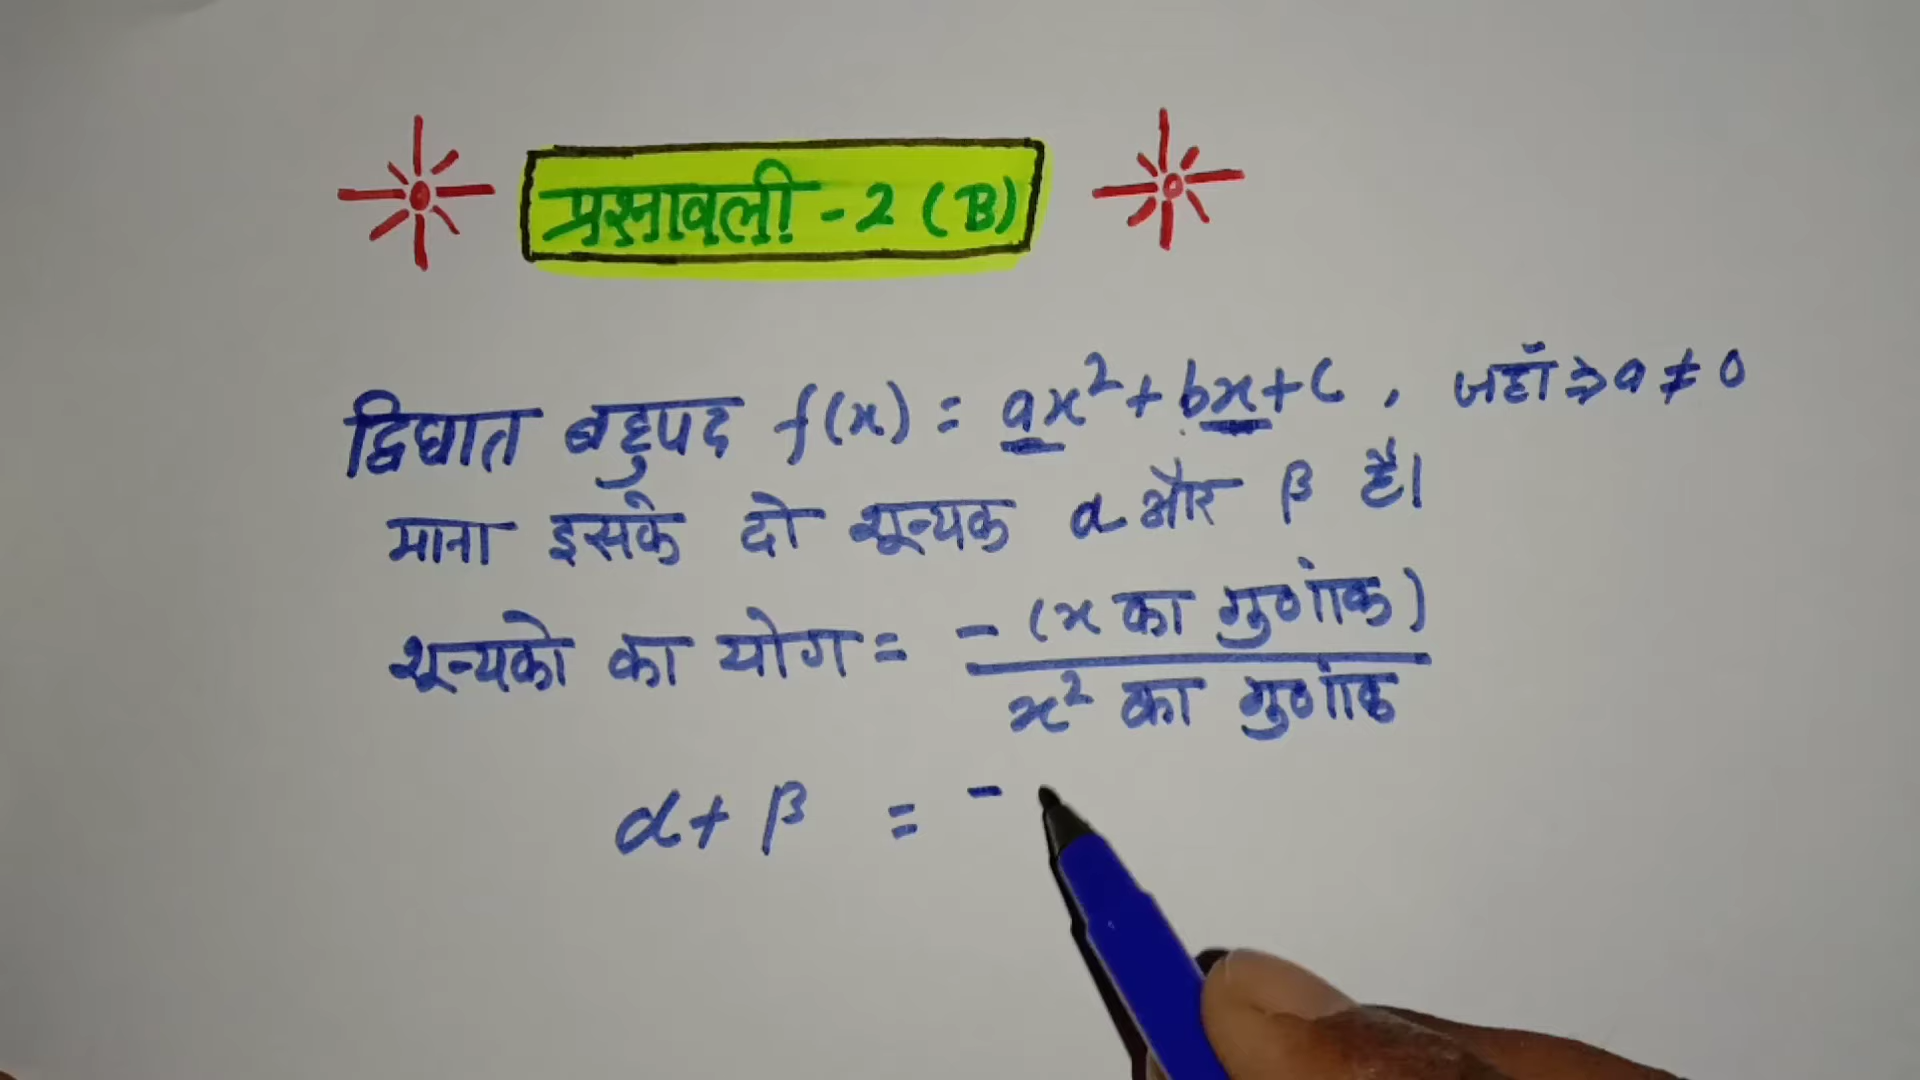 प्रश्नावली - 2 (B)
द्विघात बहुपद f(x) = ax² + bx + c , जहाँ ⇒ a ≠ 0
माना इसके दो शून्यक α और β है।
शून्यको का योग = - (x का गुणांक) / x² का गुणांक
α + β = -